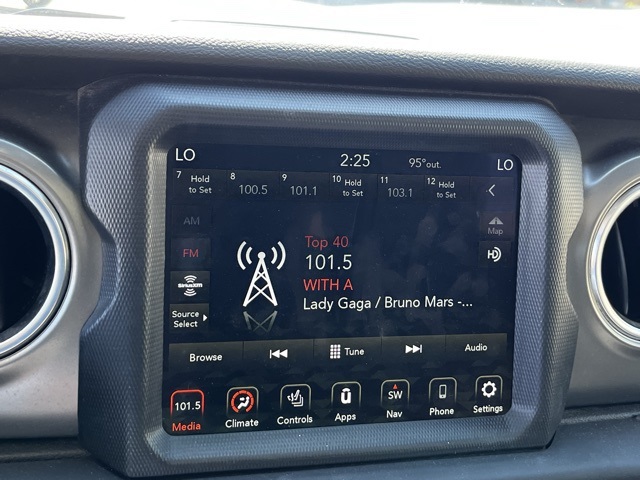 LO 2:25 95°out. LO
7 Hold to Set 8 100.5 9 101.1 10 Hold to Set 11 103.1 12 Hold to Set
AM
Map
Top 40
FM
101.5
HD
WITH A
SiriusXM
Lady Gaga / Bruno Mars -...
Source
Select
Browse Tune Audio
101.5 SW
Media Climate Controls Apps Nav Phone Settings